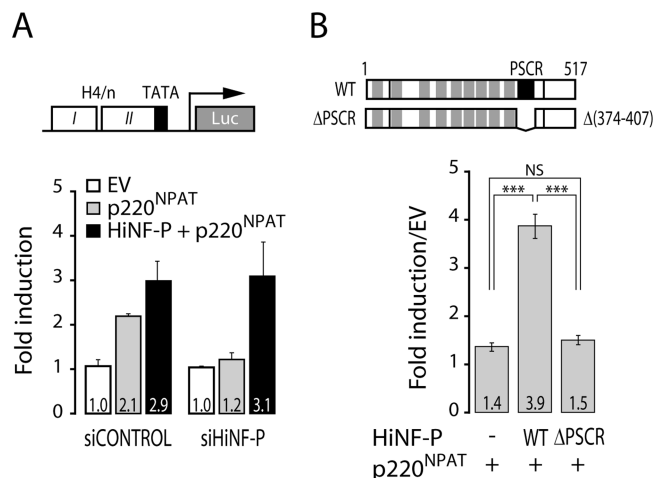 A
H4/n
TATA
I
II
Luc
5
4
3
2
1
0
Fold induction
EV
p220NPAT
HiNF-P + p220NPAT
1.0
2.1
2.9
1.0
1.2
3.1
siCONTROL
siHiNF-P
B
1
PSCR
517
WT
ΔPSCR
Δ(374-407)
NS
***
***
5
4
3
2
1
0
Fold induction/EV
1.4
3.9
1.5
HiNF-P - WT ΔPSCR
p220NPAT + + +